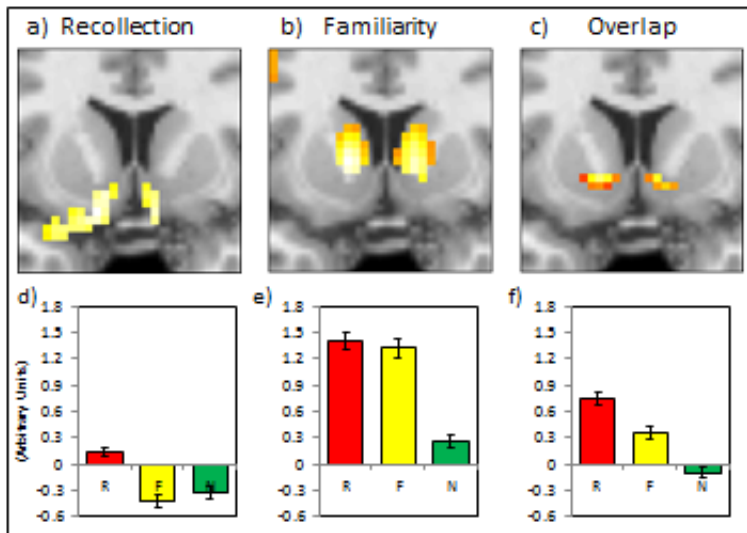 a) Recollection
b) Familiarity
c) Overlap
d)
(Arbitrary Units)
1.8
1.5
1.2
0.9
0.6
0.3
0
-0.3
-0.6
R
F
N
e)
1.8
1.5
1.2
0.9
0.6
0.3
0
-0.3
-0.6
R
F
N
f)
1.8
1.5
1.2
0.9
0.6
0.3
0
-0.3
-0.6
R
F
N